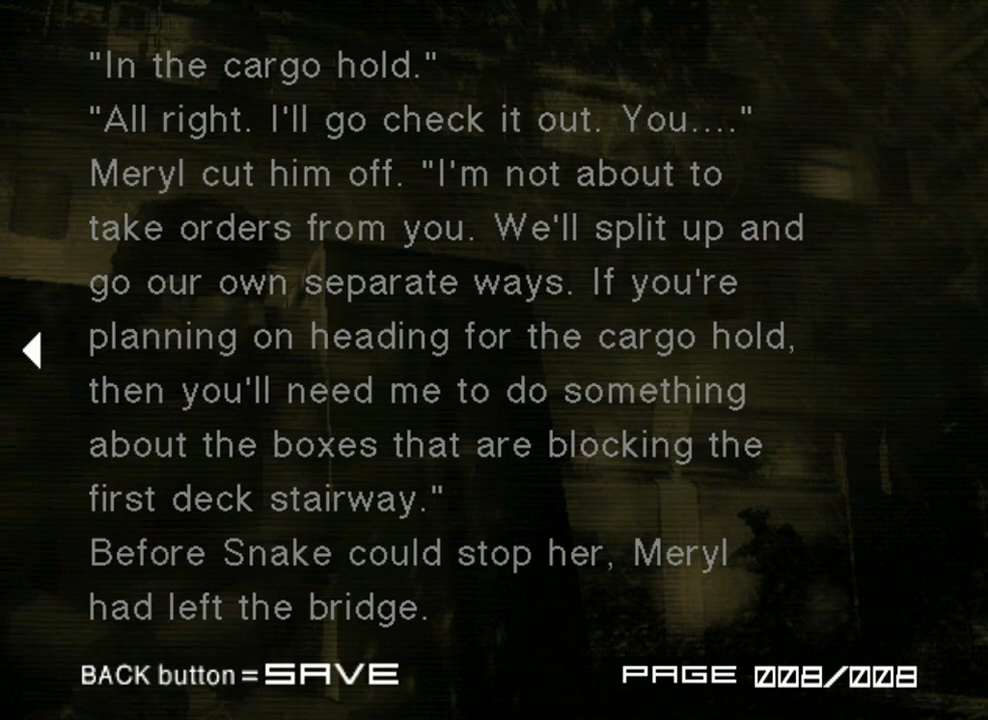 "In the cargo hold."
"All right. I'll go check it out. You...."
Meryl cut him off. "I'm not about to
take orders from you. We'll split up and
go our own separate ways. If you're
planning on heading for the cargo hold,
then you'll need me to do something
about the boxes that are blocking the
first deck stairway."
Before Snake could stop her, Meryl
had left the bridge.
BACK button = SAVE
PAGE 008/008